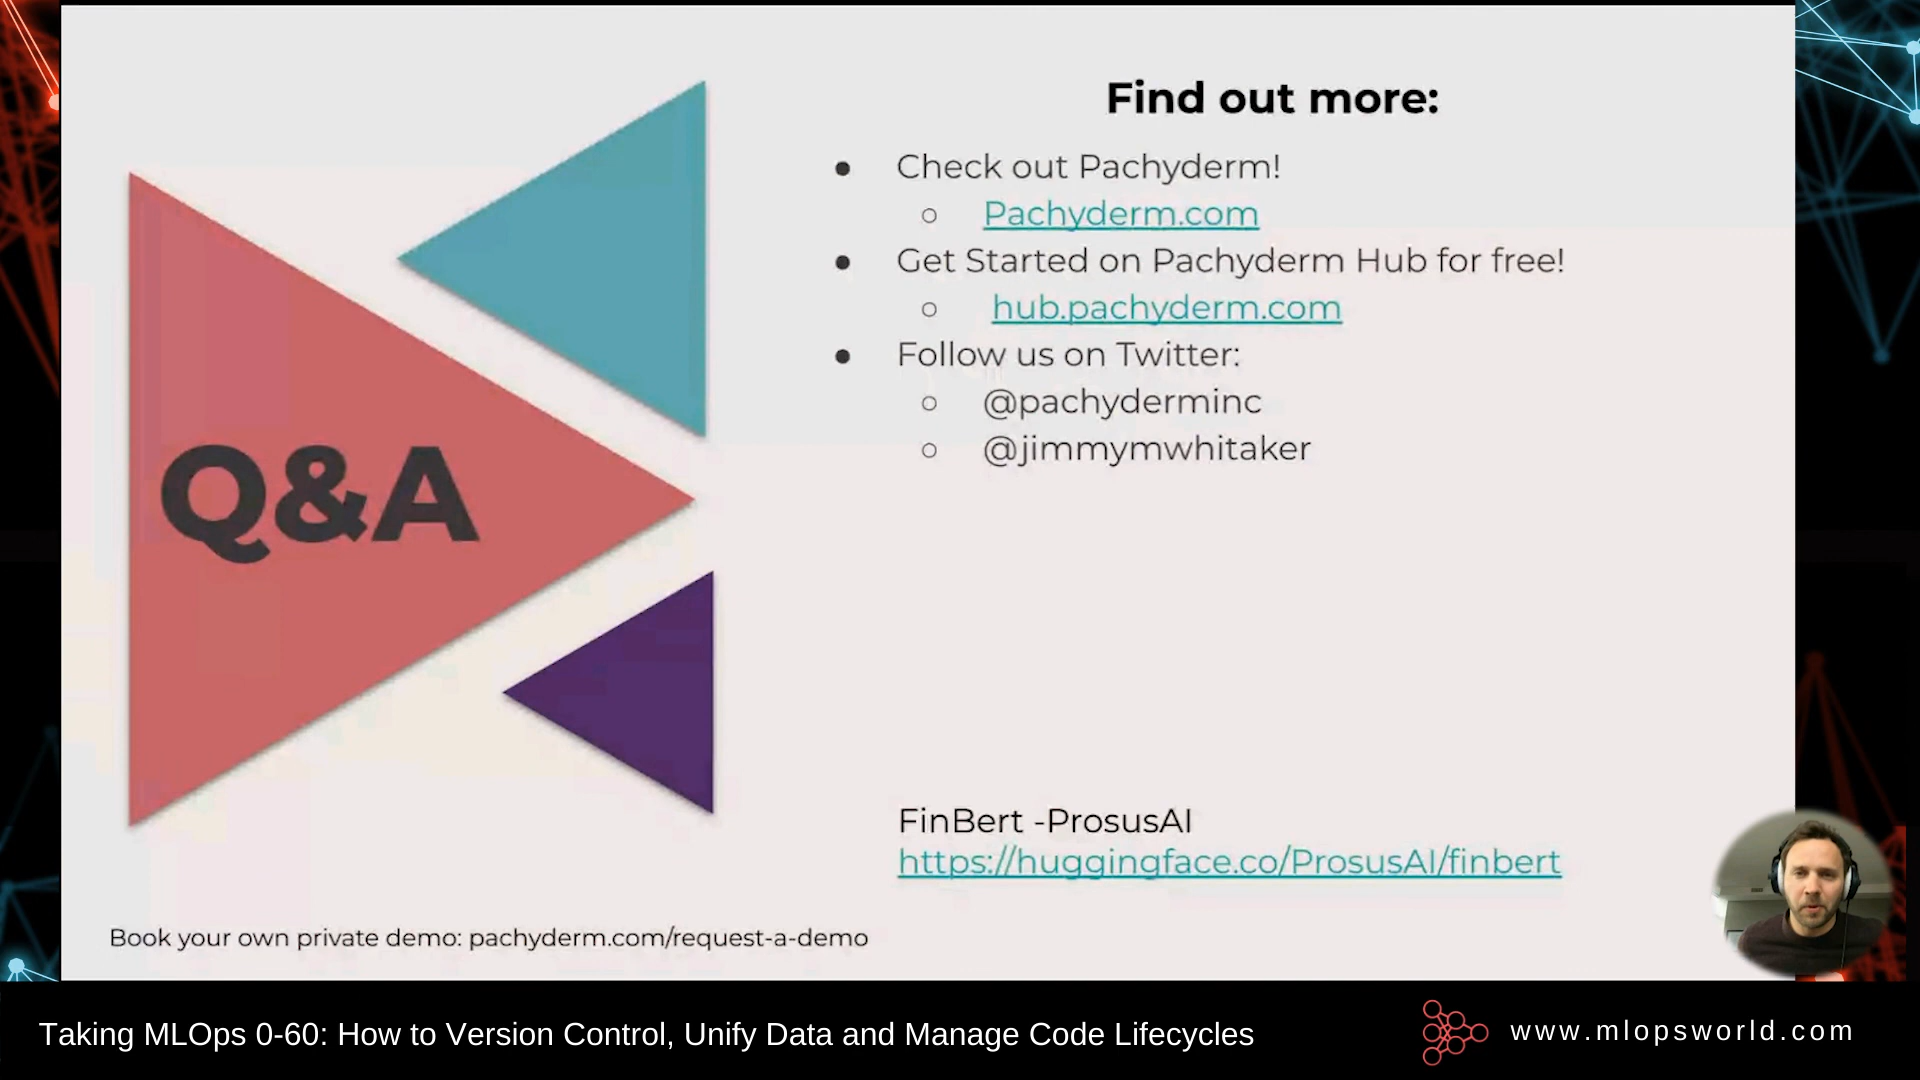 Q&A
Find out more:
● Check out Pachyderm!
○ Pachyderm.com
● Get Started on Pachyderm Hub for free!
○ hub.pachyderm.com
● Follow us on Twitter:
○ @pachyderminc
○ @jimmymwhitaker
FinBert -ProsusAI
https://huggingface.co/ProsusAI/finbert
Book your own private demo: pachyderm.com/request-a-demo
Taking MLOps 0-60: How to Version Control, Unify Data and Manage Code Lifecycles
www.mlopsworld.com